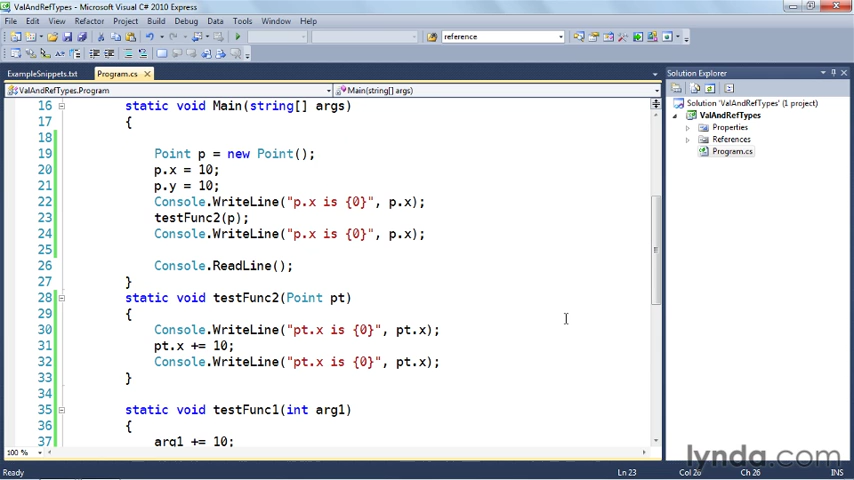 ValAndRefTypes - Microsoft Visual C# 2010 Express
File Edit View Refactor Project Build Debug Data Tools Window Help
reference
ExampleSnippets.txt Program.cs
ValAndRefTypes.Program Main(string[] args)
16 static void Main(string[] args)
17 {
18
19 Point p = new Point();
20 p.x = 10;
21 p.y = 10;
22 Console.WriteLine("p.x is {0}", p.x);
23 testFunc2(p);
24 Console.WriteLine("p.x is {0}", p.x);
25
26 Console.ReadLine();
27 }
28 static void testFunc2(Point pt)
29 {
30 Console.WriteLine("pt.x is {0}", pt.x);
31 pt.x += 10;
32 Console.WriteLine("pt.x is {0}", pt.x);
33 }
34
35 static void testFunc1(int arg1)
36 {
37 arg1 += 10;
100 %
Solution Explorer
Solution 'ValAndRefTypes' (1 project)
ValAndRefTypes
Properties
References
Program.cs
Ready Ln 23 Col 26 Ch 26 INS
lynda.com